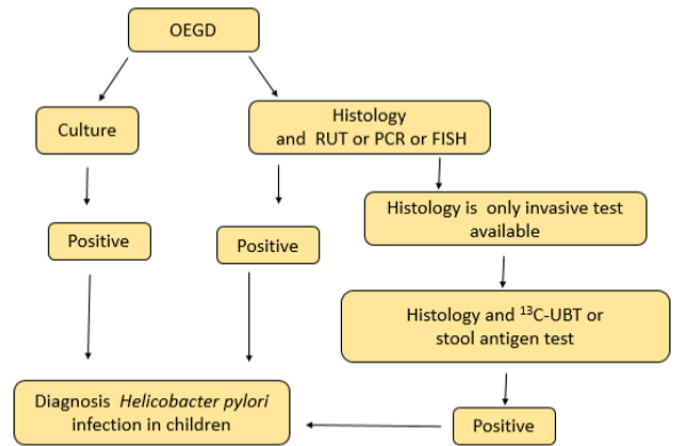 OEGD
Culture
Histology
and RUT or PCR or FISH
Histology is only invasive test
available
Positive
Positive
Histology and ¹³C-UBT or
stool antigen test
Diagnosis Helicobacter pylori
infection in children
Positive